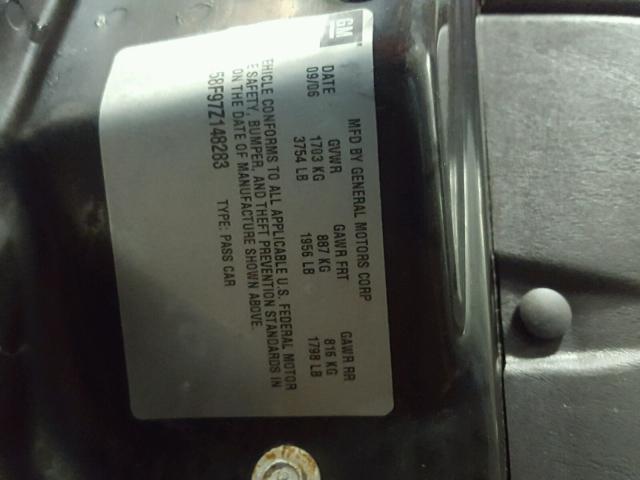 GM
MFD BY GENERAL MOTORS CORP
DATE GVWR GAWR FRT GAWR RR
09/06 1703 KG 887 KG 816 KG
3754 LB 1956 LB 1798 LB
EHICLE CONFORMS TO ALL APPLICABLE U.S. FEDERAL MOTOR
E SAFETY, BUMPER, AND THEFT PREVENTION STANDARDS IN
ON THE DATE OF MANUFACTURE SHOWN ABOVE.
58F97Z148283 TYPE: PASS CAR